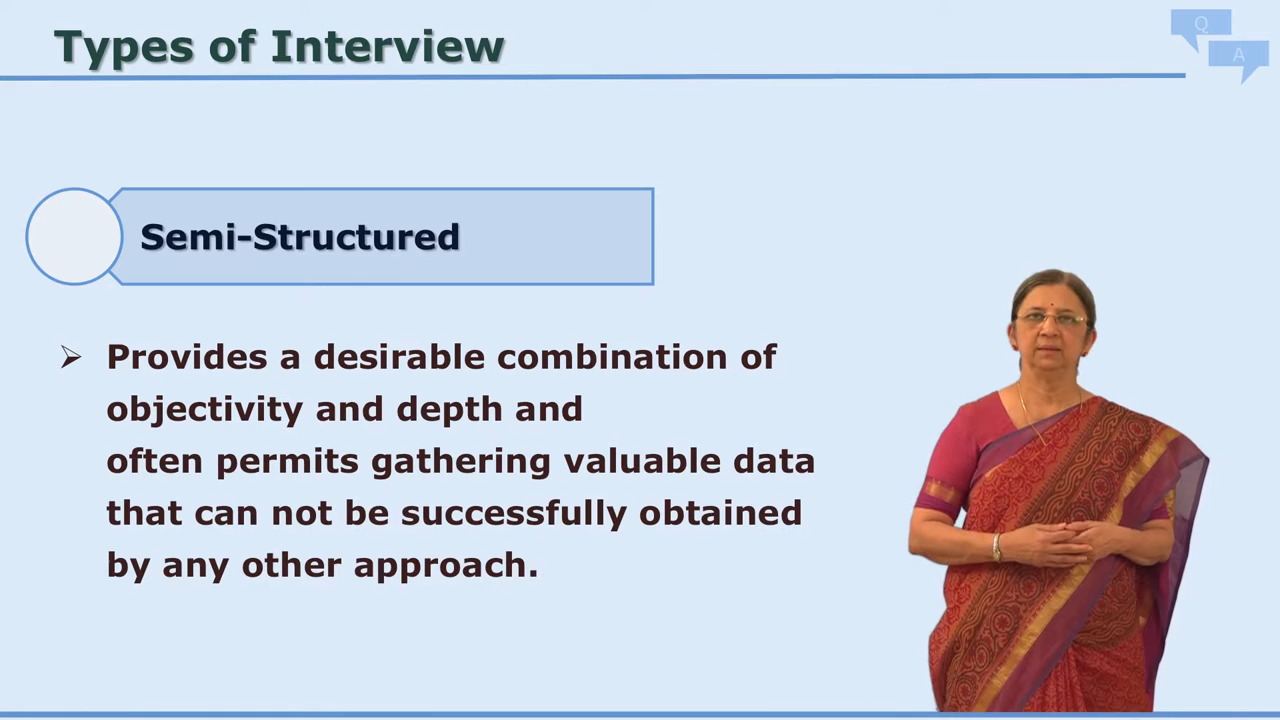 Types of Interview
Q
A
Semi-Structured
➢ Provides a desirable combination of
objectivity and depth and
often permits gathering valuable data
that can not be successfully obtained
by any other approach.